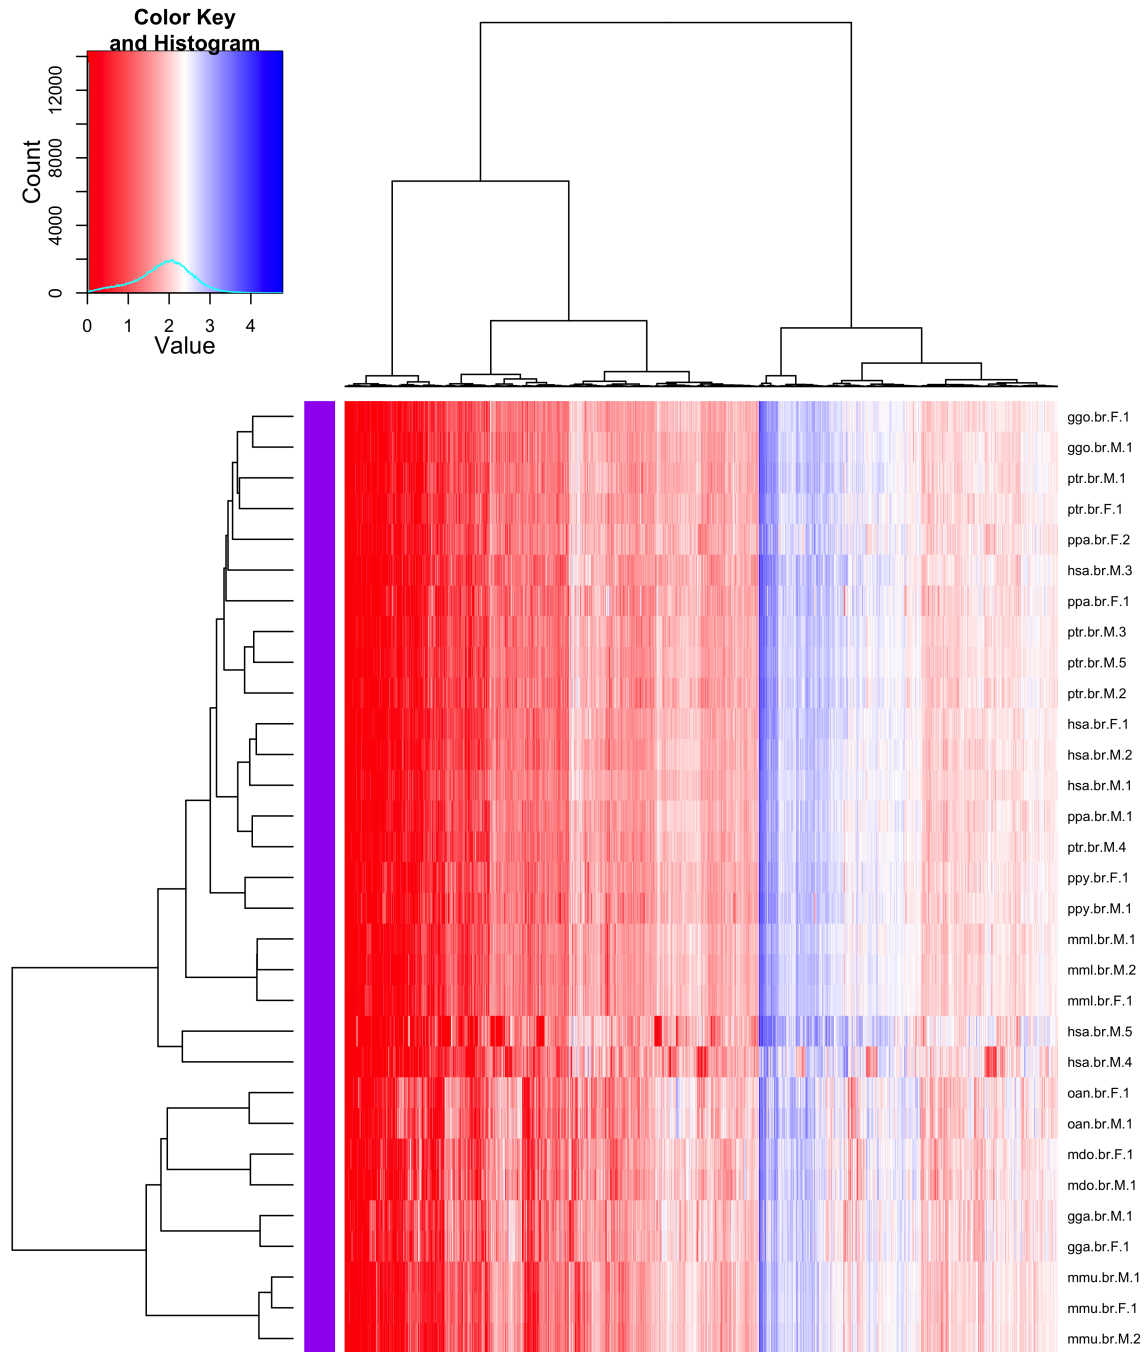 Color Key
and Histogram
Count
0
4000
8000
12000
0 1 2 3 4
Value
ggo.br.F.1
ggo.br.M.1
ptr.br.M.1
ptr.br.F.1
ppa.br.F.2
hsa.br.M.3
ppa.br.F.1
ptr.br.M.3
ptr.br.M.5
ptr.br.M.2
hsa.br.F.1
hsa.br.M.2
hsa.br.M.1
ppa.br.M.1
ptr.br.M.4
ppy.br.F.1
ppy.br.M.1
mml.br.M.1
mml.br.M.2
mml.br.F.1
hsa.br.M.5
hsa.br.M.4
oan.br.F.1
oan.br.M.1
mdo.br.F.1
mdo.br.M.1
gga.br.M.1
gga.br.F.1
mmu.br.M.1
mmu.br.F.1
mmu.br.M.2